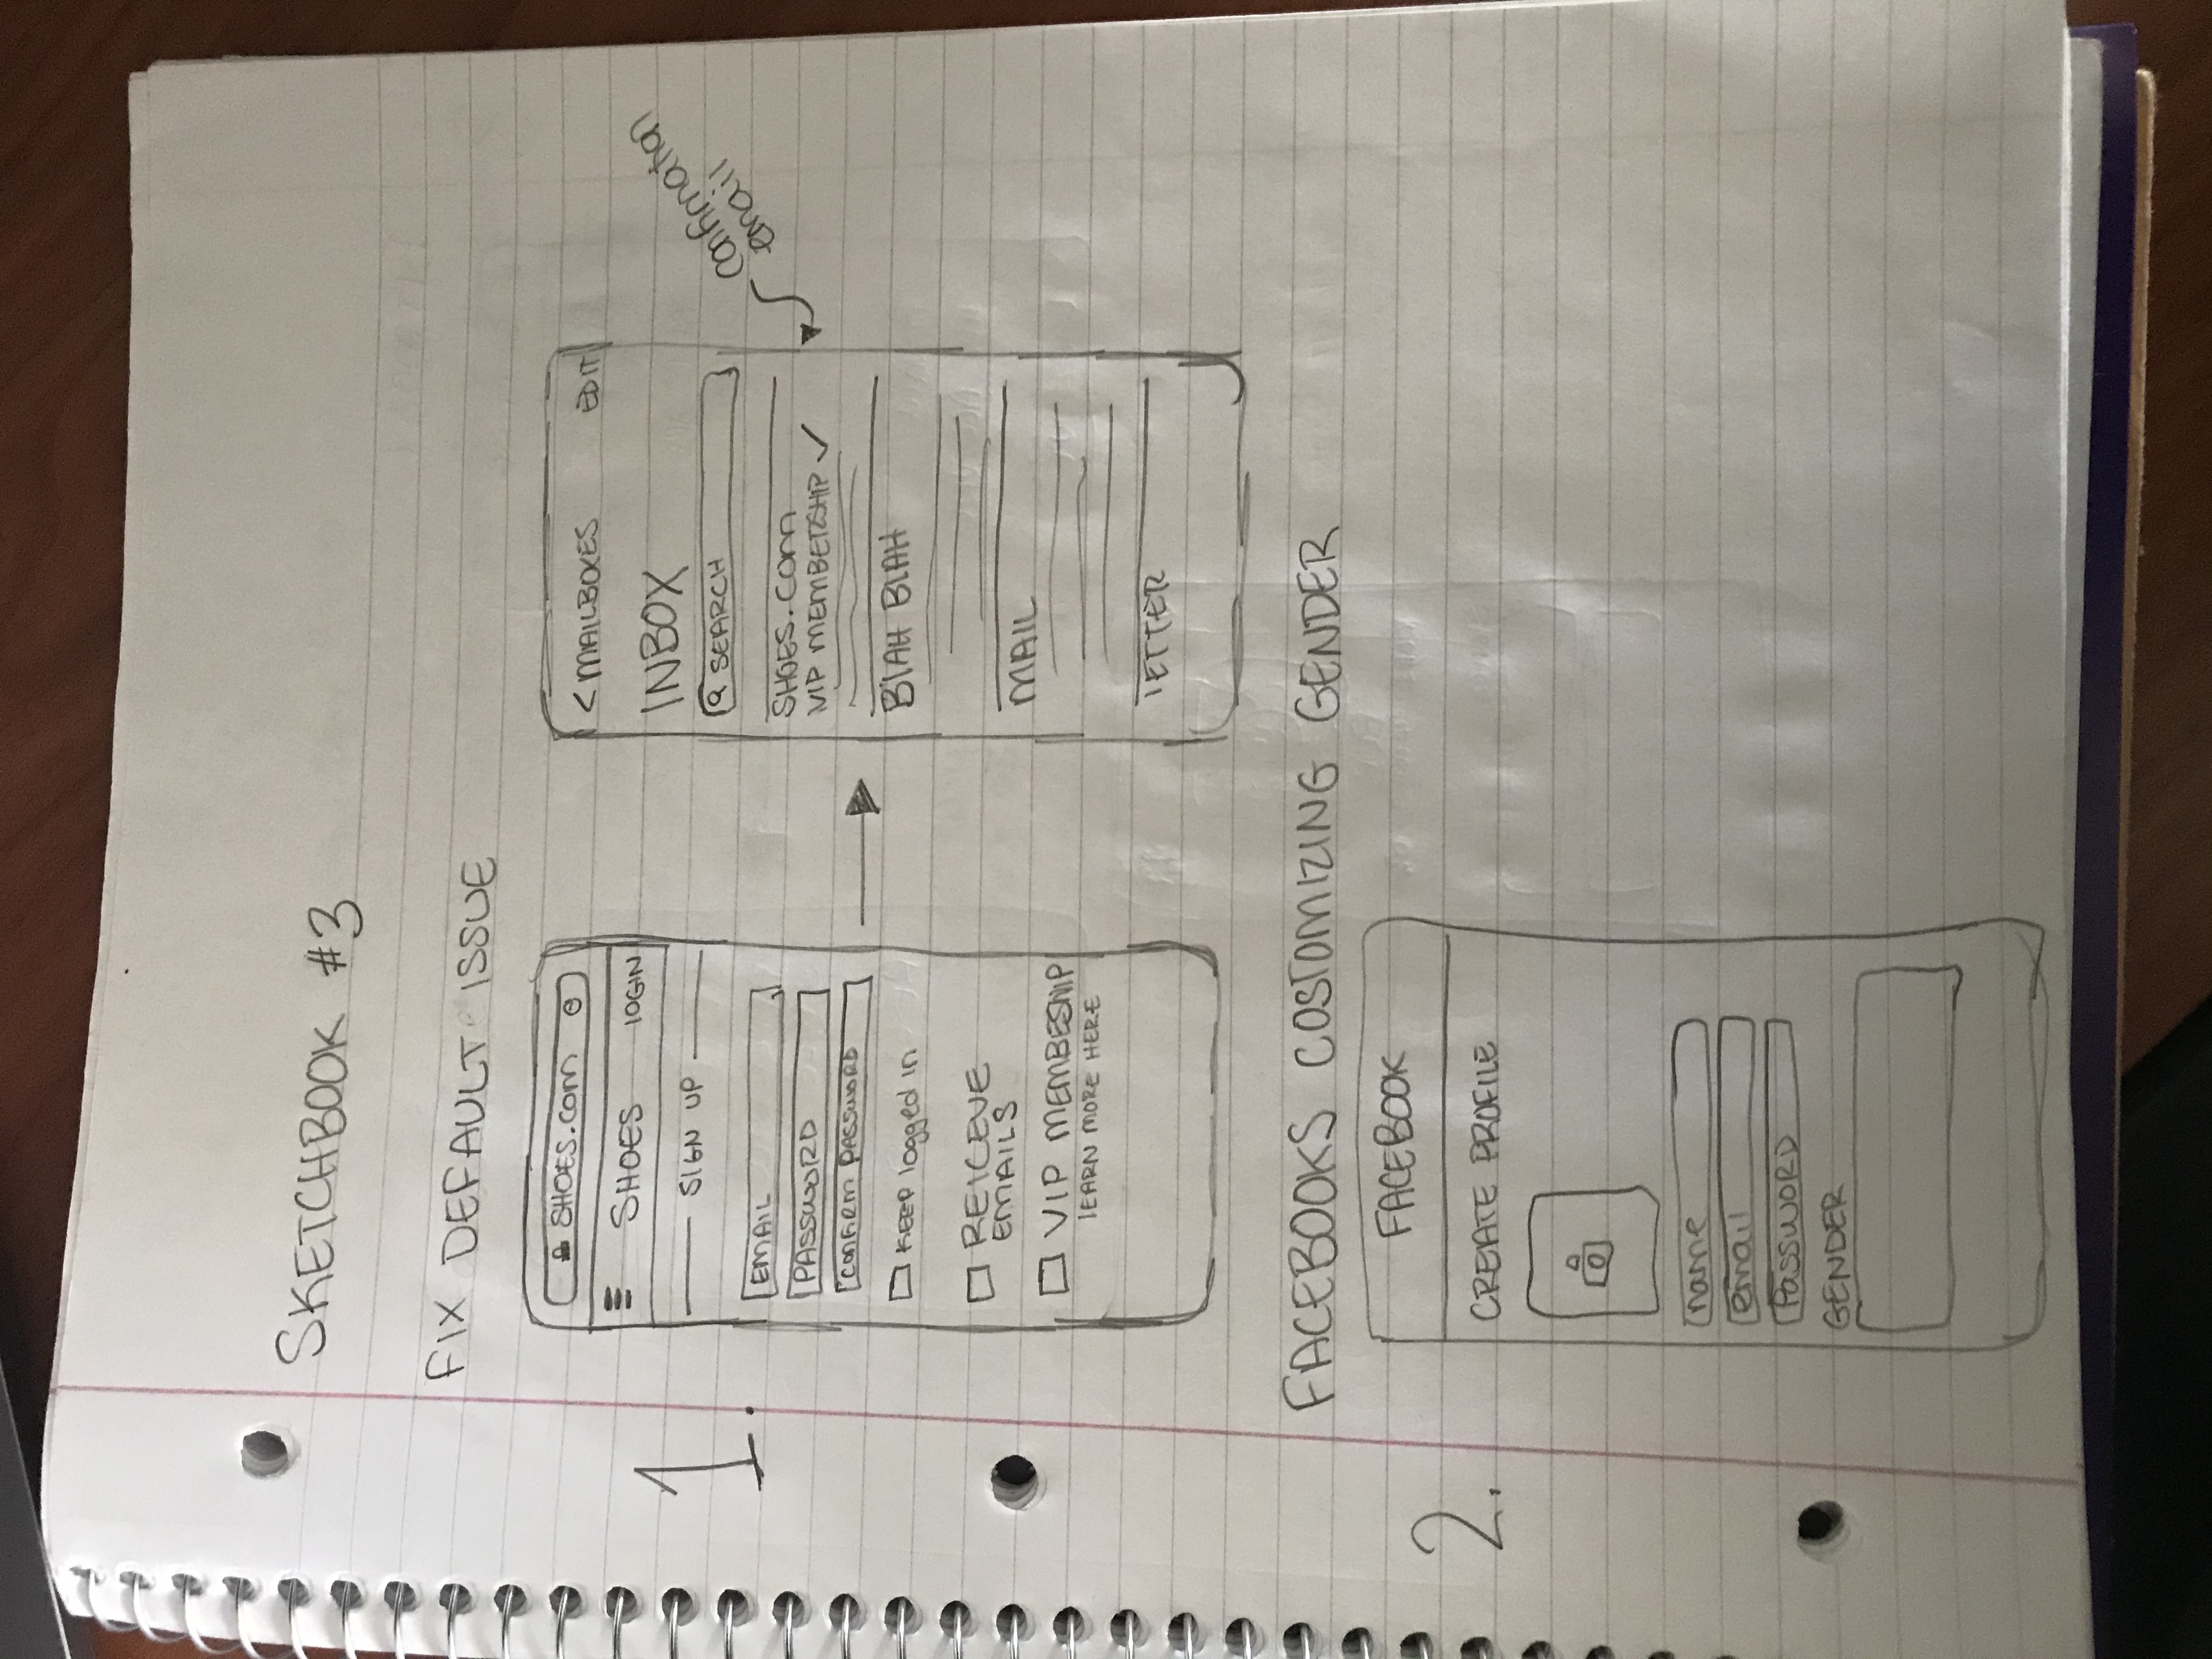 SKETCHBOOK #3
FIX DEFAULT ISSUE
1.
SHOES.com
SHOES LOGIN
SIGN UP
EMAIL
PASSWORD
CONFIRM PASSWORD
KEEP logged in
REICEVE
EMAILS
VIP MEMBESHIP
LEARN MORE HERE
< MAILBOXES EDIT
INBOX
SEARCH
SHOES.com
VIP MEMBERSHIP ✓
BLAH BLAH
MAIL
LETTER
confirmation
email
FACEBOOKS COSTOMIZING GENDER
2.
FACEBOOK
CREATE PROFILE
name
email
PASSWORD
GENDER